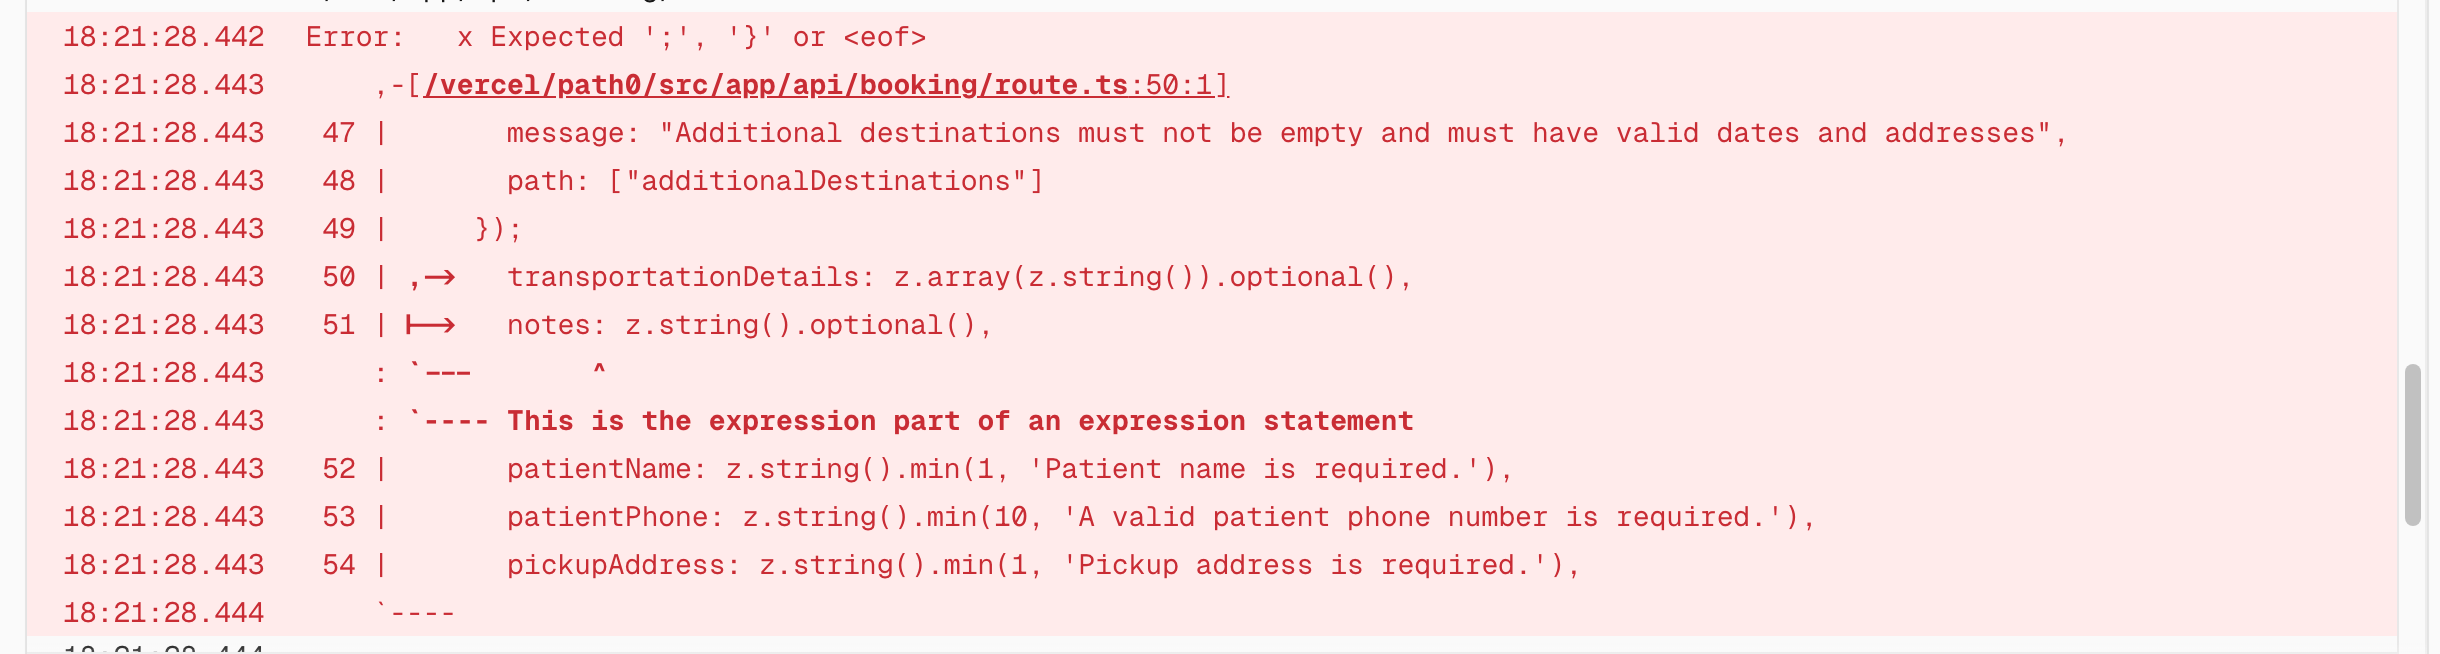 18:21:28.442 Error:   x Expected ';', '}' or <eof>
18:21:28.443     ,-[/vercel/path0/src/app/api/booking/route.ts:50:1]
18:21:28.443  47 |       message: "Additional destinations must not be empty and must have valid dates and addresses",
18:21:28.443  48 |       path: ["additionalDestinations"]
18:21:28.443  49 |     });
18:21:28.443  50 | ,->   transportationDetails: z.array(z.string()).optional(),
18:21:28.443  51 | |->   notes: z.string().optional(),
18:21:28.443     : `---       ^
18:21:28.443     : `---- This is the expression part of an expression statement
18:21:28.443  52 |       patientName: z.string().min(1, 'Patient name is required.'),
18:21:28.443  53 |       patientPhone: z.string().min(10, 'A valid patient phone number is required.'),
18:21:28.443  54 |       pickupAddress: z.string().min(1, 'Pickup address is required.'),
18:21:28.444     `----
18:21:28.444